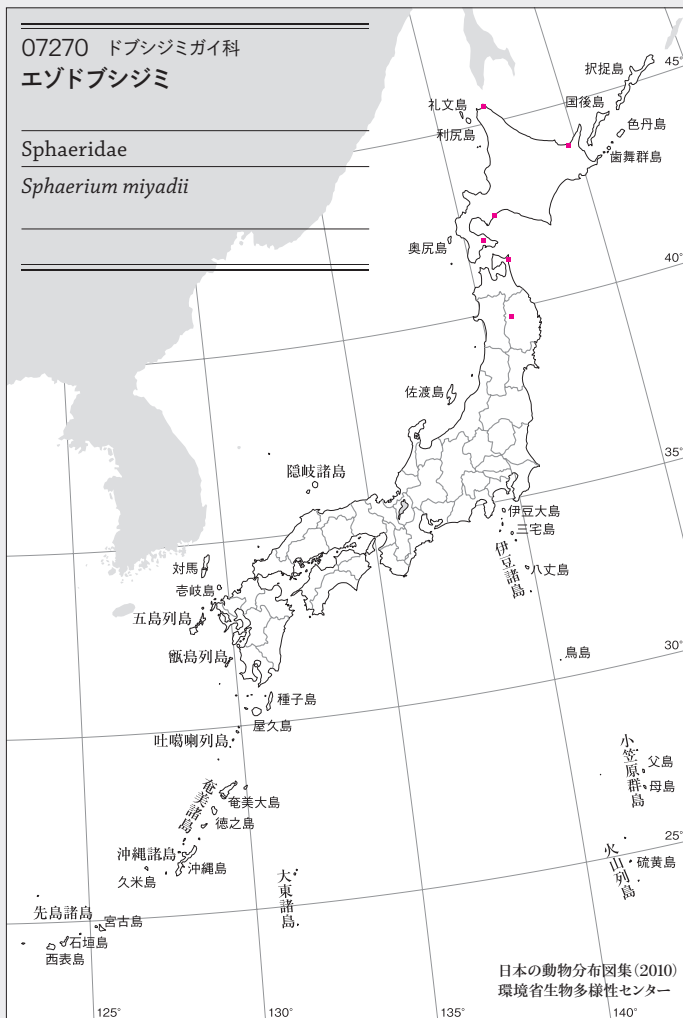 07270 ドブシジミガイ科
エゾドブシジミ
Sphaeridae
Sphaerium miyadii
択捉島
45°
国後島
礼文島
色丹島
利尻島
歯舞群島
奥尻島
40°
佐渡島
35°
隠岐諸島
伊豆大島
三宅島
伊豆諸島
八丈島
対馬
壱岐島
五島列島
甑島列島
鳥島
30°
種子島
屋久島
吐噶喇列島
小笠原群島
父島
母島
奄美諸島
奄美大島
徳之島
25°
沖縄諸島
沖縄島
久米島
火山列島
硫黄島
大東諸島
先島諸島
宮古島
石垣島
西表島
日本の動物分布図集(2010)
環境省生物多様性センター
125°
130°
135°
140°